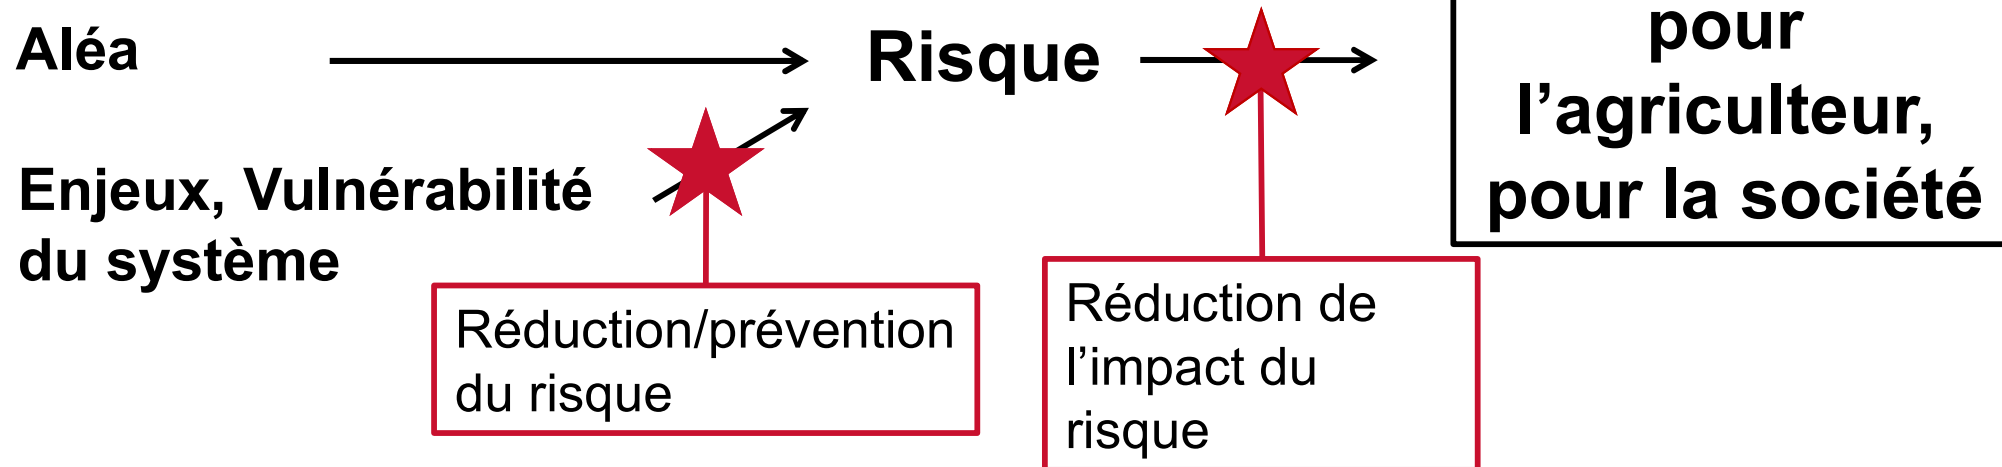 Aléa
Enjeux, Vulnérabilité
du système
Réduction/prévention
du risque
Risque
Réduction de
l’impact du
risque
pour
l’agriculteur,
pour la société